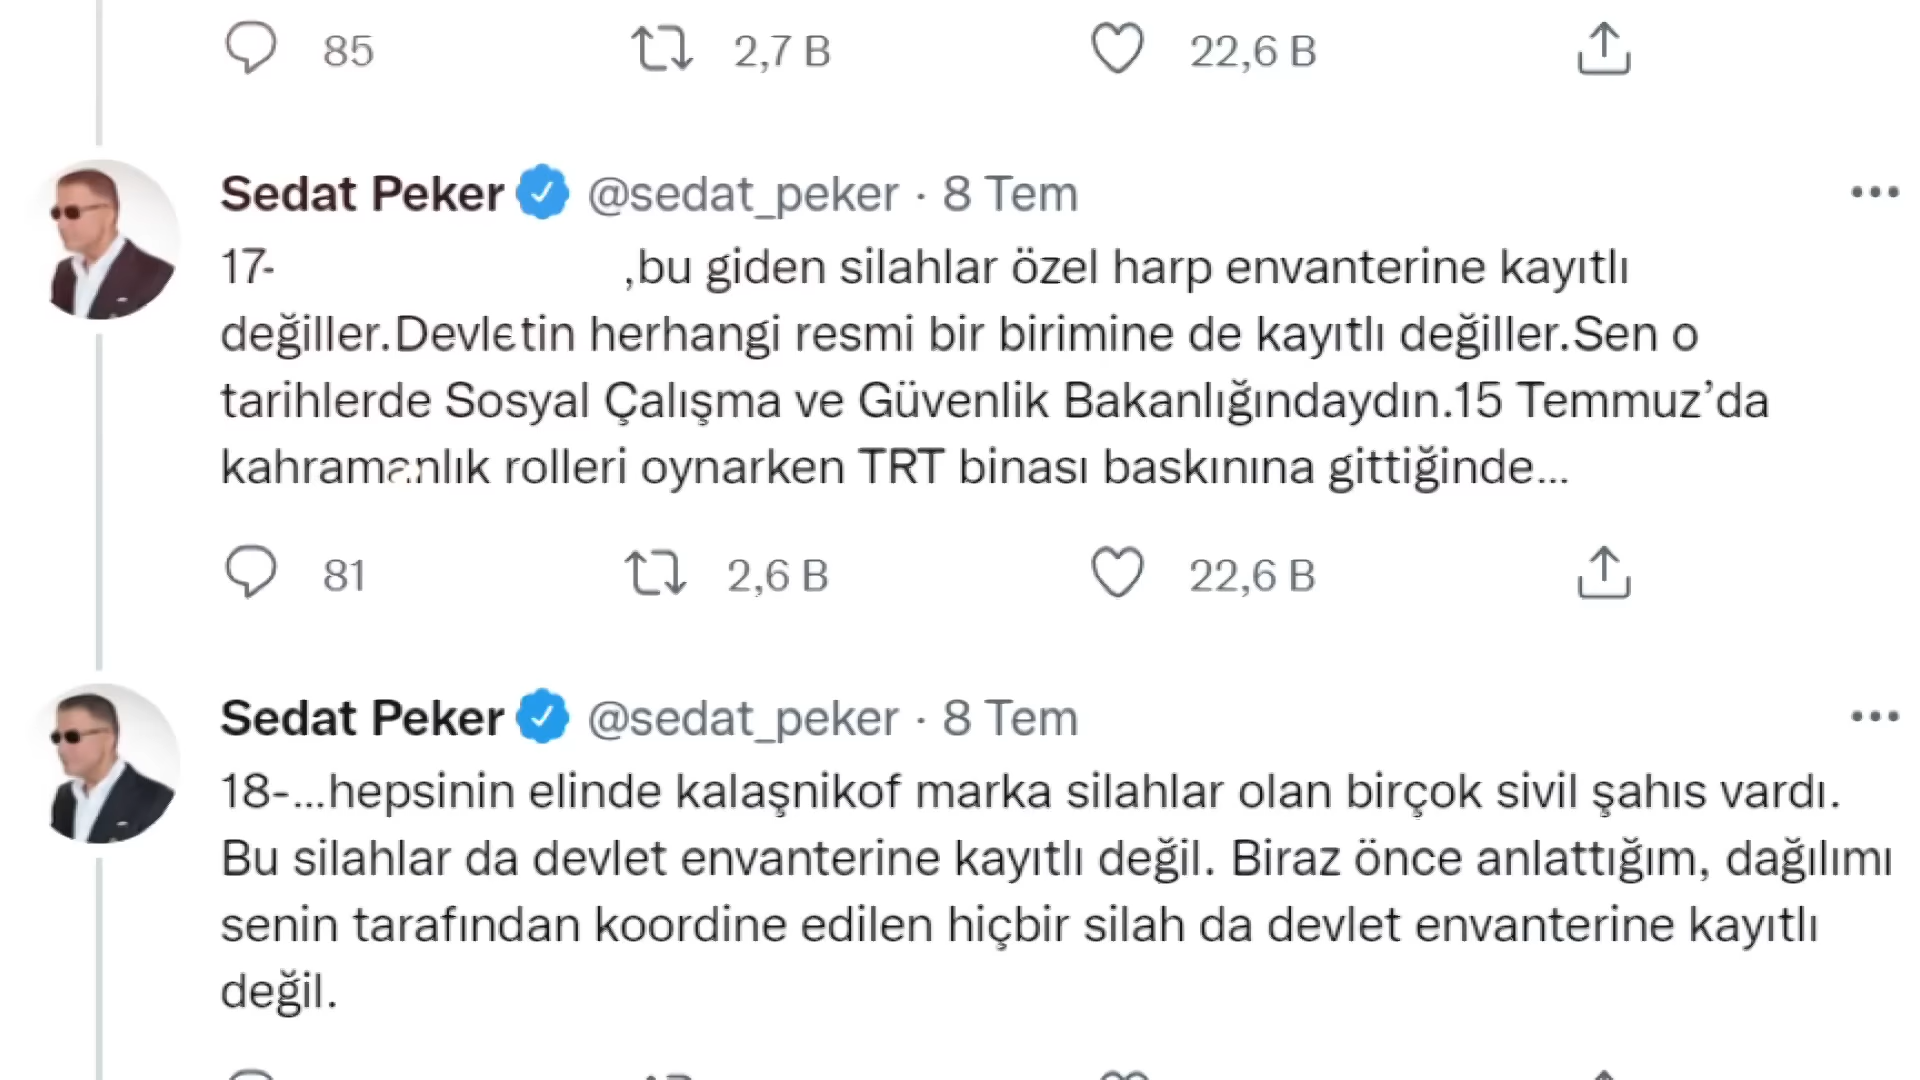 85 2,7 B 22,6 B
Sedat Peker @sedat_peker · 8 Tem
17- ,bu giden silahlar özel harp envanterine kayıtlı
değiller.Devletin herhangi resmi bir birimine de kayıtlı değiller.Sen o
tarihlerde Sosyal Çalışma ve Güvenlik Bakanlığındaydın.15 Temmuz’da
kahramanlık rolleri oynarken TRT binası baskınına gittiğinde...
81 2,6 B 22,6 B
Sedat Peker @sedat_peker · 8 Tem
18-...hepsinin elinde kalaşnikof marka silahlar olan birçok sivil şahıs vardı.
Bu silahlar da devlet envanterine kayıtlı değil. Biraz önce anlattığım, dağılımı
senin tarafından koordine edilen hiçbir silah da devlet envanterine kayıtlı
değil.